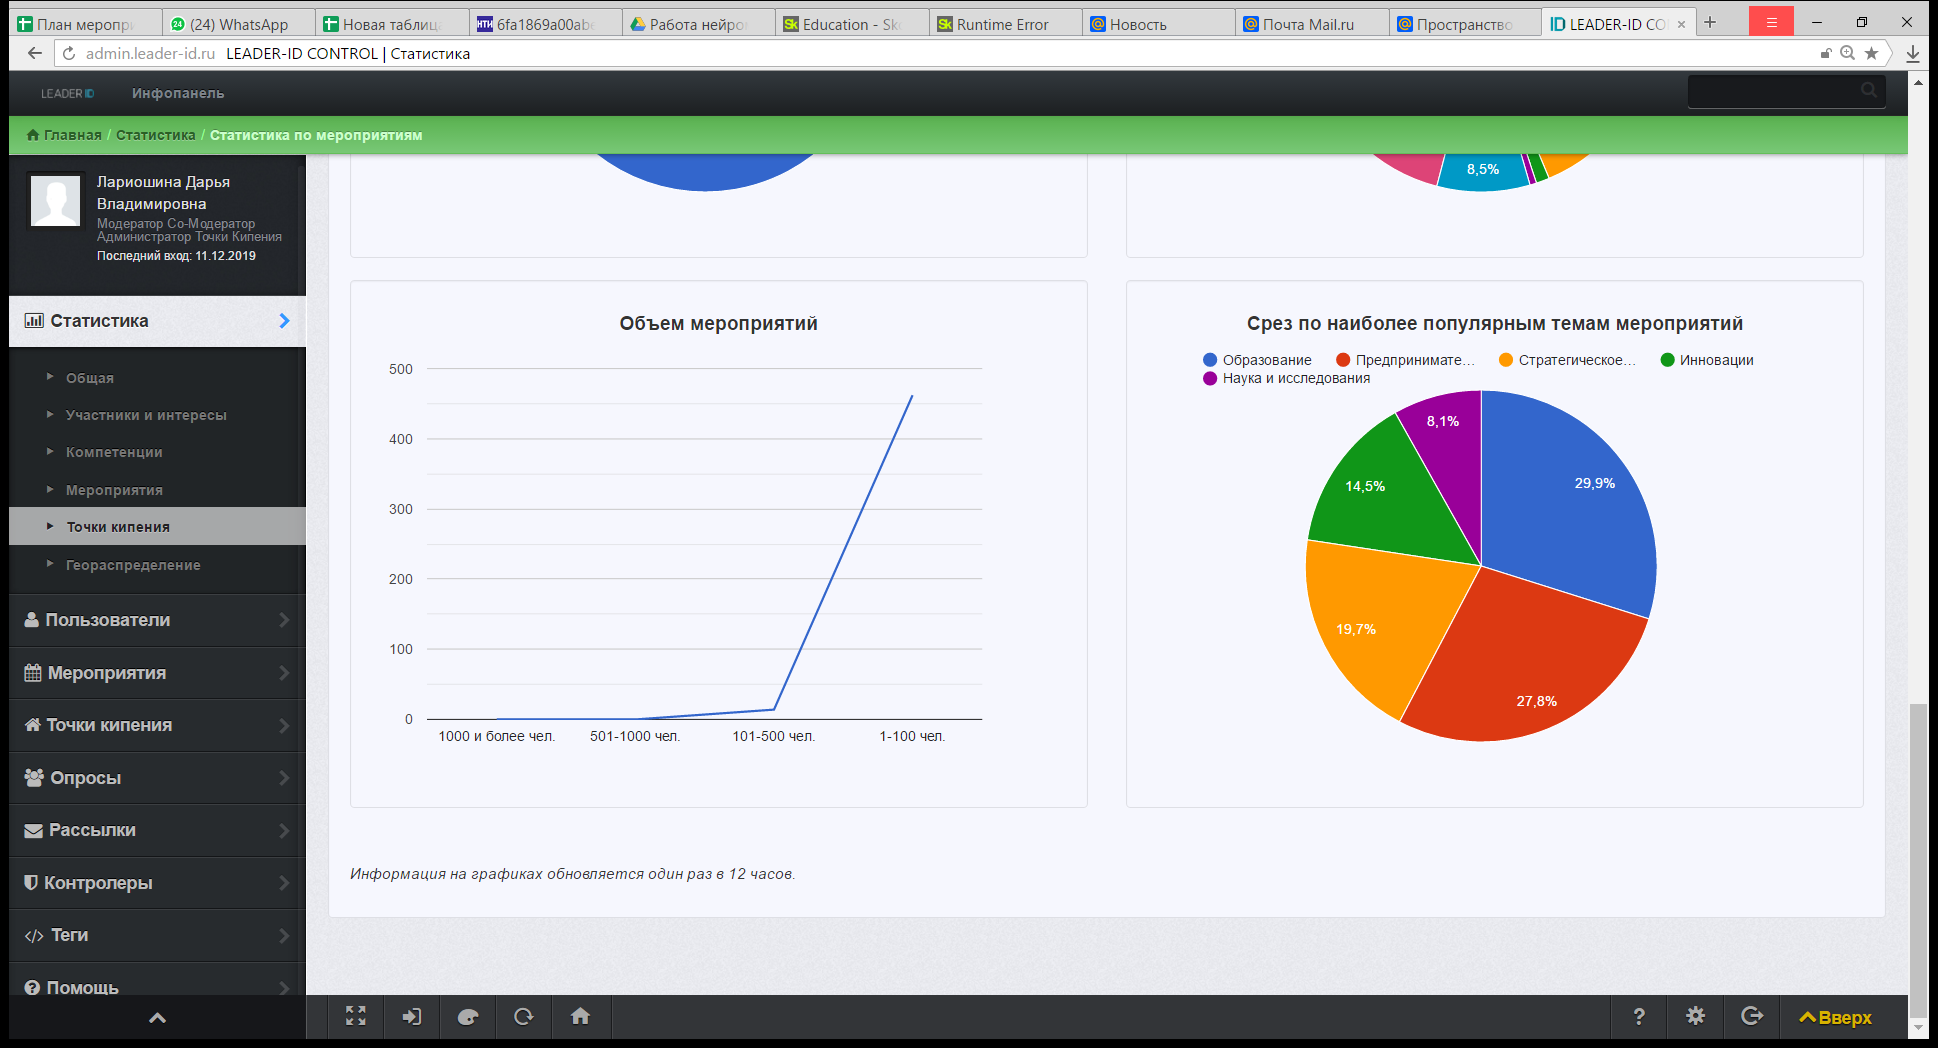 План меропр
(24) WhatsApp
Новая таблиц
6fa1869a00abe
Работа нейро
Education - Sk
Runtime Error
Новость
Почта Mail.ru
Пространство
LEADER-ID CO
admin.leader-id.ru LEADER-ID CONTROL | Статистика
LEADER ID
Инфопанель
Главная / Статистика / Статистика по мероприятиям
Лариошина Дарья
Владимировна
Модератор Со-Модератор
Администратор Точки Кипения
Последний вход: 11.12.2019
Статистика
Общая
Участники и интересы
Компетенции
Мероприятия
Точки кипения
Геораспределение
Пользователи
Мероприятия
Точки кипения
Опросы
Рассылки
Контролеры
Теги
Помощь
8,5%
Объем мероприятий
500
400
300
200
100
0
1000 и более чел.
501-1000 чел.
101-500 чел.
1-100 чел.
Срез по наиболее популярным темам мероприятий
Образование
Предпринимате...
Стратегическое...
Инновации
Наука и исследования
8,1%
29,9%
14,5%
19,7%
27,8%
Информация на графиках обновляется один раз в 12 часов.
Вверх